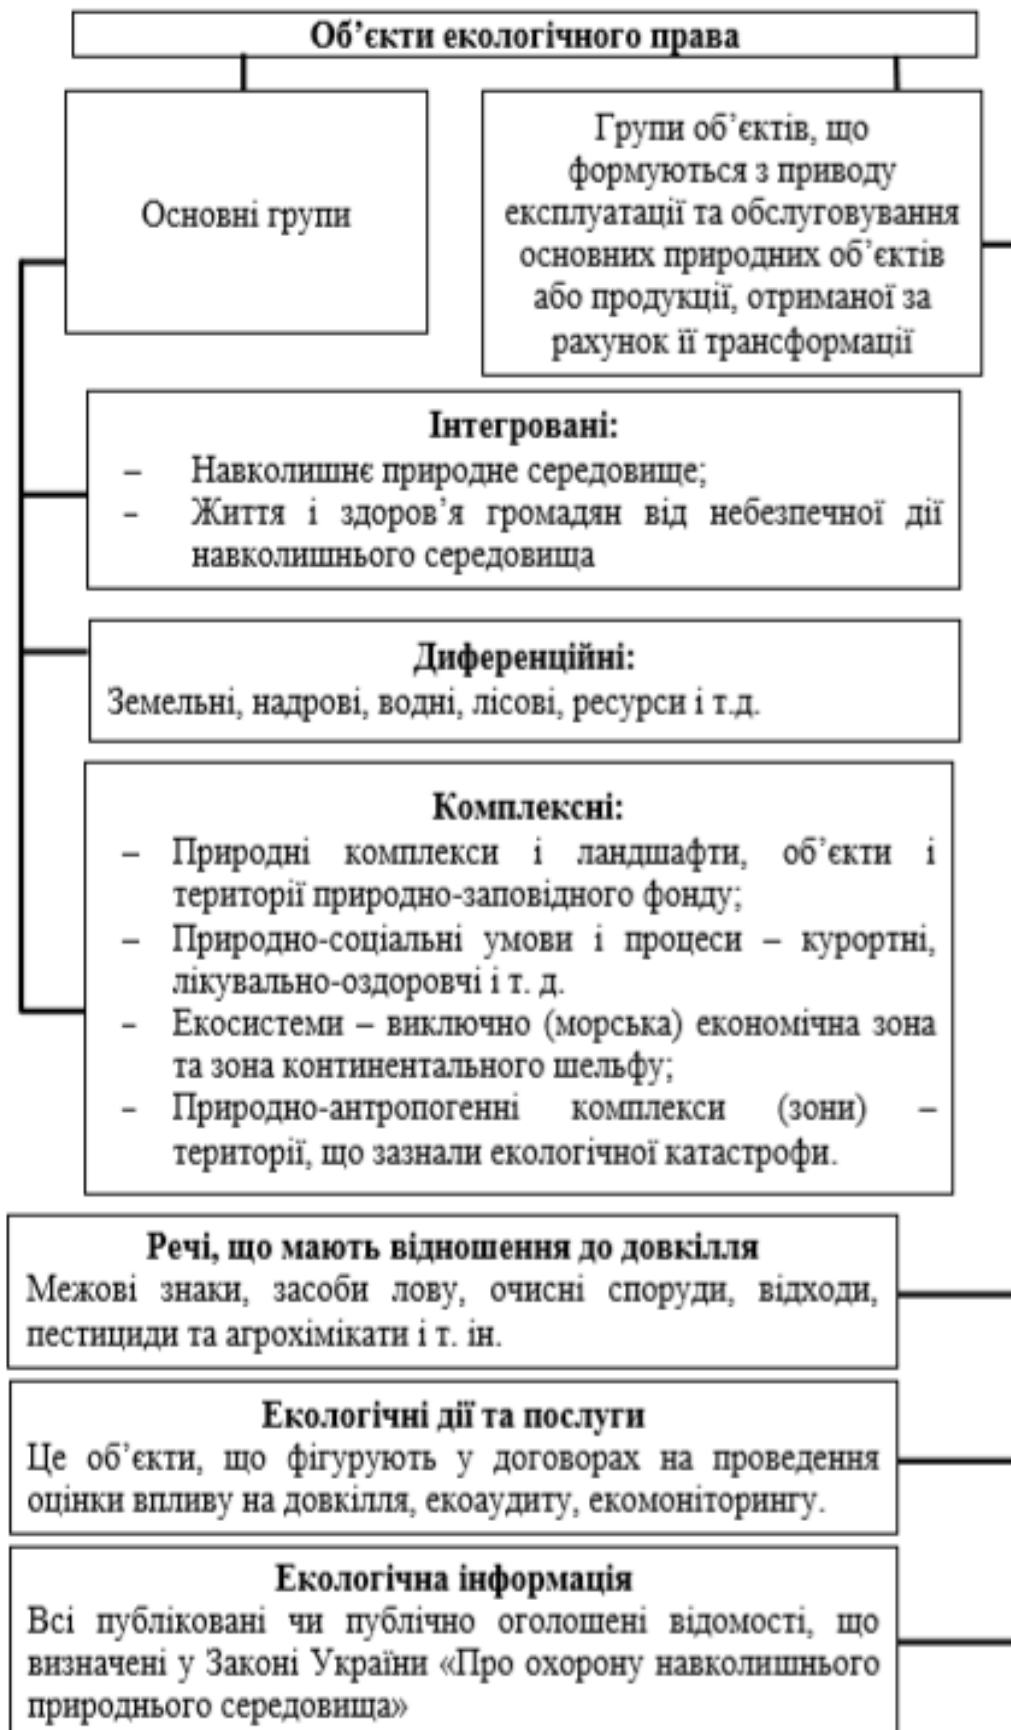 Об’єкти екологічного права
Основні групи
Групи об’єктів, що
формуються з приводу
експлуатації та обслуговування
основних природних об’єктів
або продукції, отриманої за
рахунок її трансформації
Інтегровані:
– Навколишнє природне середовище;
– Життя і здоров’я громадян від небезпечної дії
навколишнього середовища
Диференційні:
Земельні, надрові, водні, лісові, ресурси і т.д.
Комплексні:
– Природні комплекси і ландшафти, об’єкти і
території природно-заповідного фонду;
– Природно-соціальні умови і процеси – курортні,
лікувально-оздоровчі і т. д.
– Екосистеми – виключно (морська) економічна зона
та зона континентального шельфу;
– Природно-антропогенні комплекси (зони) –
території, що зазнали екологічної катастрофи.
Речі, що мають відношення до довкілля
Межові знаки, засоби лову, очисні споруди, відходи,
пестициди та агрохімікати і т. ін.
Екологічні дії та послуги
Це об’єкти, що фігурують у договорах на проведення
оцінки впливу на довкілля, екоаудиту, екомоніторингу.
Екологічна інформація
Всі публіковані чи публічно оголошені відомості, що
визначені у Законі України «Про охорону навколишнього
природнього середовища»